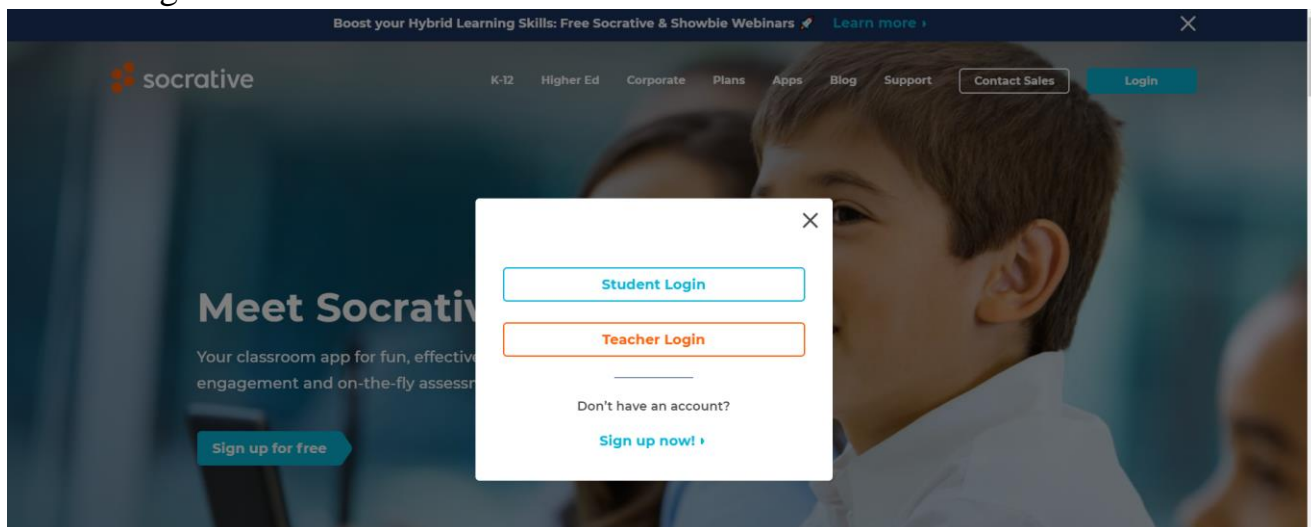 Boost your Hybrid Learning Skills: Free Socrative & Showbie Webinars 🚀 Learn more ›
socrative K-12 Higher Ed Corporate Plans Apps Blog Support Contact Sales Login
Student Login
Meet Socrativ
Teacher Login
Your classroom app for fun, effective
engagement and on-the-fly assess
Don't have an account?
Sign up now! ›
Sign up for free